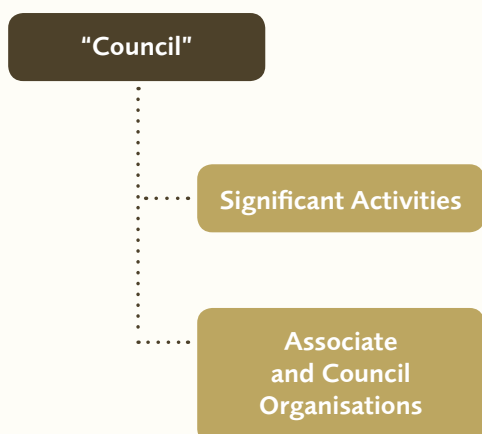 “Council”
Significant Activities
Associate
and Council
Organisations